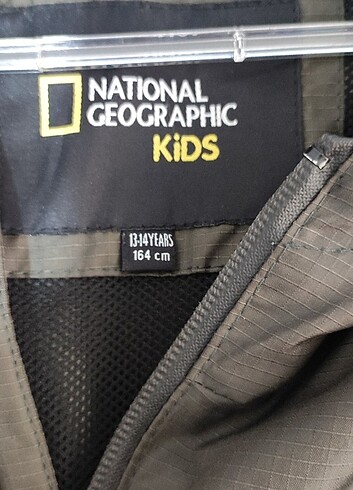 NATIONAL
GEOGRAPHIC
KiDS
13-14YEARS
164 cm